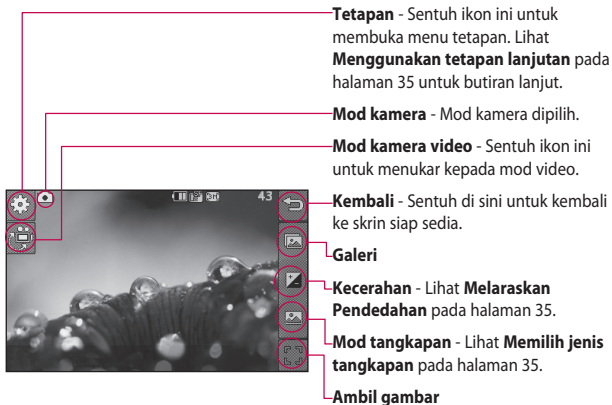 Tetapan - Sentuh ikon ini untuk
membuka menu tetapan. Lihat
Menggunakan tetapan lanjutan pada
halaman 35 untuk butiran lanjut.
Mod kamera - Mod kamera dipilih.
Mod kamera video - Sentuh ikon ini
untuk menukar kepada mod video.
43
Kembali - Sentuh di sini untuk kembali
ke skrin siap sedia.
Galeri
Kecerahan - Lihat Melaraskan
Pendedahan pada halaman 35.
Mod tangkapan - Lihat Memilih jenis
tangkapan pada halaman 35.
Ambil gambar